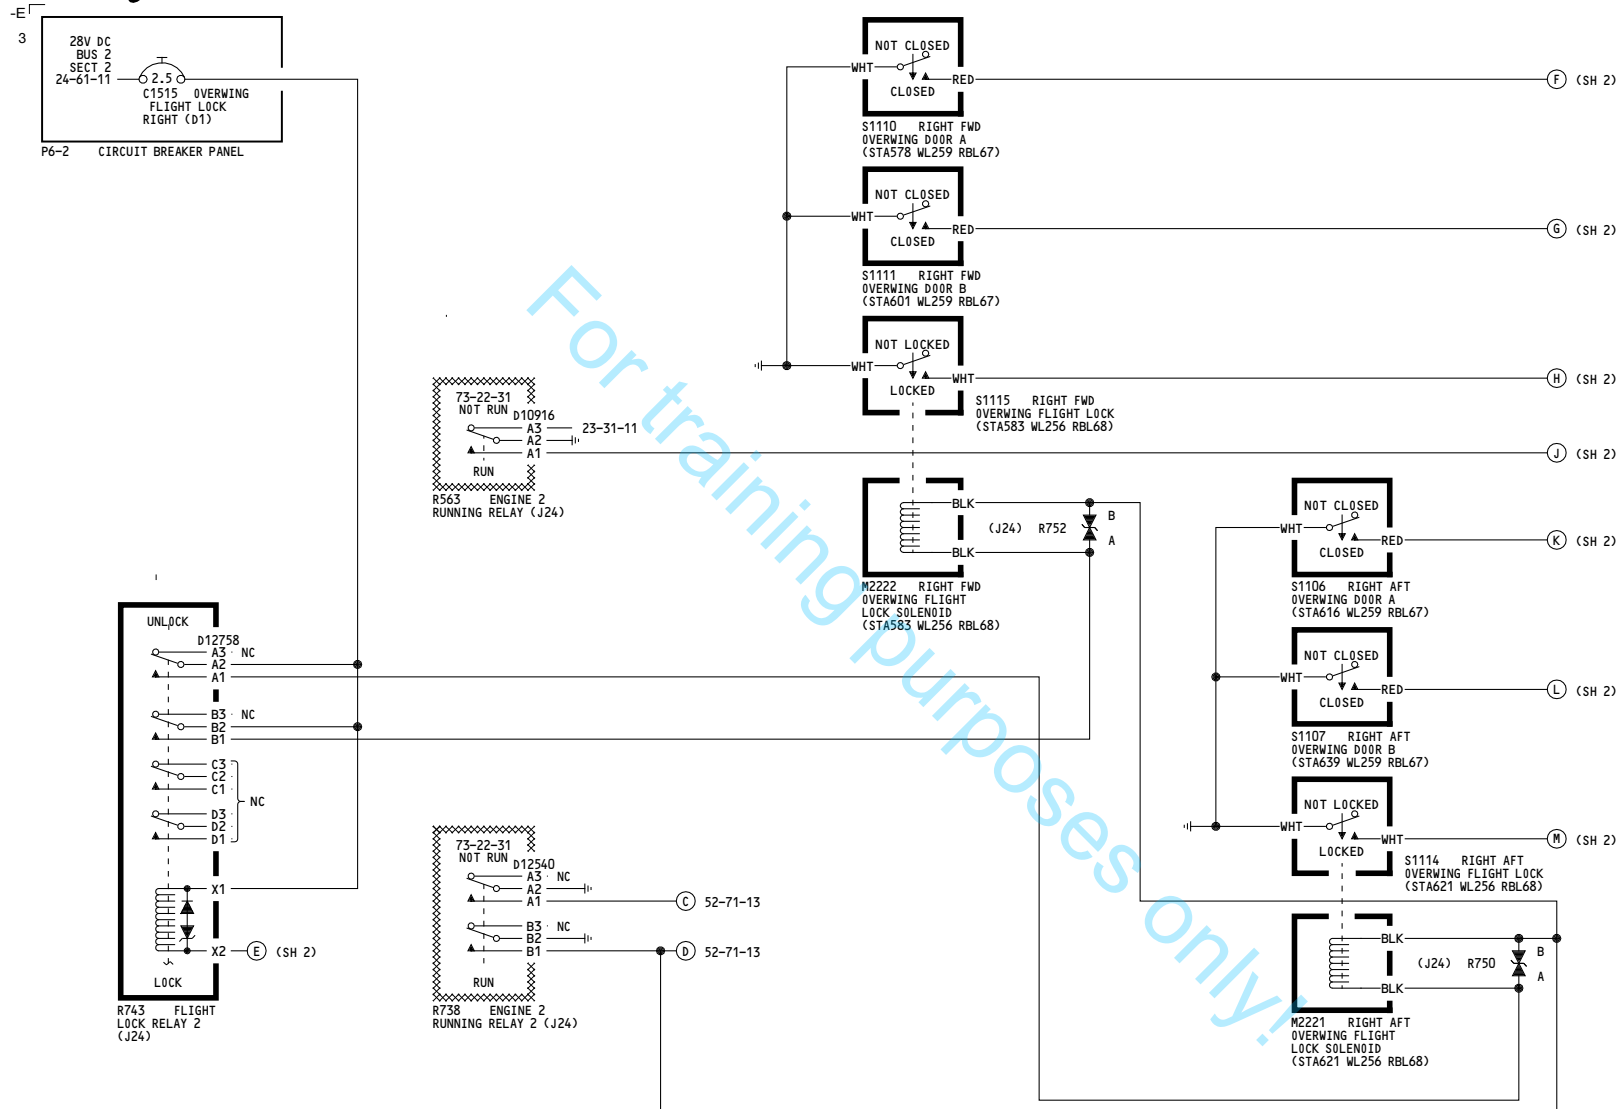 -E
3
28V DC
BUS 2
SECT 2
24-61-11
2.5
C1515 OVERWING
FLIGHT LOCK
RIGHT (D1)
P6-2 CIRCUIT BREAKER PANEL
NOT CLOSED
WHT
RED
CLOSED
F (SH 2)
S1110 RIGHT FWD
OVERWING DOOR A
(STA578 WL259 RBL67)
NOT CLOSED
WHT
RED
CLOSED
G (SH 2)
S1111 RIGHT FWD
OVERWING DOOR B
(STA601 WL259 RBL67)
NOT LOCKED
WHT
WHT
LOCKED
H (SH 2)
S1115 RIGHT FWD
OVERWING FLIGHT LOCK
(STA583 WL256 RBL68)
73-22-31
NOT RUN
D10916
A3 23-31-11
A2
A1
RUN
J (SH 2)
R563 ENGINE 2
RUNNING RELAY (J24)
BLK
(J24) R752
B
A
BLK
M2222 RIGHT FWD
OVERWING FLIGHT
LOCK SOLENOID
(STA583 WL256 RBL68)
NOT CLOSED
WHT
RED
CLOSED
K (SH 2)
S1106 RIGHT AFT
OVERWING DOOR A
(STA616 WL259 RBL67)
NOT CLOSED
WHT
RED
CLOSED
L (SH 2)
S1107 RIGHT AFT
OVERWING DOOR B
(STA639 WL259 RBL67)
NOT LOCKED
WHT
WHT
LOCKED
M (SH 2)
S1114 RIGHT AFT
OVERWING FLIGHT LOCK
(STA621 WL256 RBL68)
BLK
(J24) R750
B
A
BLK
M2221 RIGHT AFT
OVERWING FLIGHT
LOCK SOLENOID
(STA621 WL256 RBL68)
UNLOCK
D12758
A3 NC
A2
A1
B3 NC
B2
B1
C3
C2
C1
NC
D3
D2
D1
X1
X2 E (SH 2)
LOCK
R743 FLIGHT
LOCK RELAY 2
(J24)
73-22-31
NOT RUN
D12540
A3 NC
A2
A1 C 52-71-13
B3 NC
B2
B1 D 52-71-13
RUN
R738 ENGINE 2
RUNNING RELAY 2 (J24)
For training purposes only!